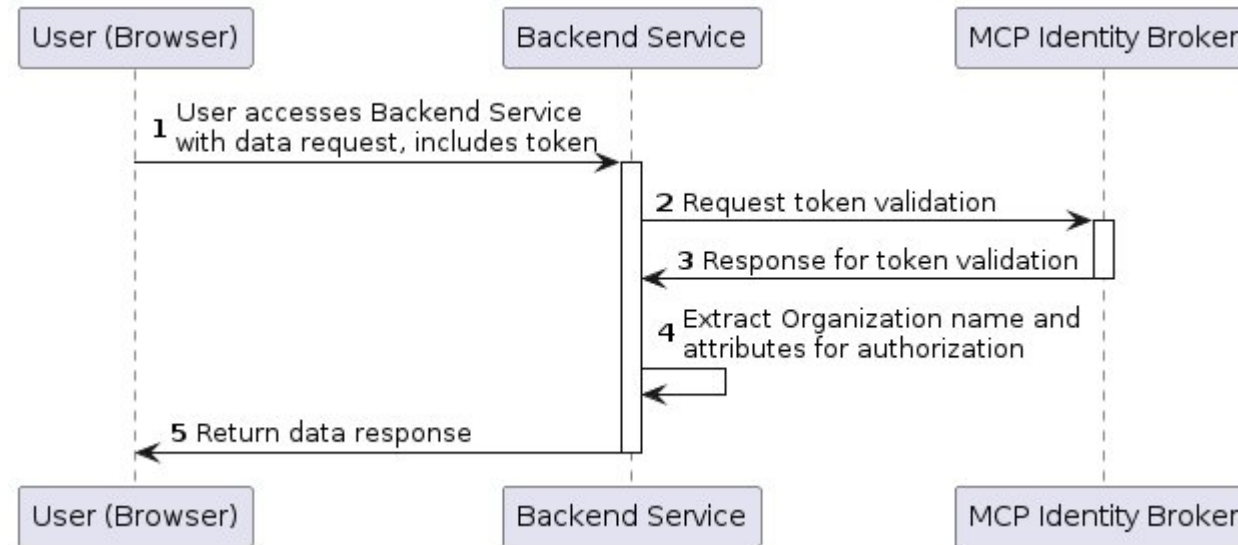 User (Browser)
Backend Service
MCP Identity Broker
1 User accesses Backend Service
with data request, includes token
2 Request token validation
3 Response for token validation
4 Extract Organization name and
attributes for authorization
5 Return data response
User (Browser)
Backend Service
MCP Identity Broker